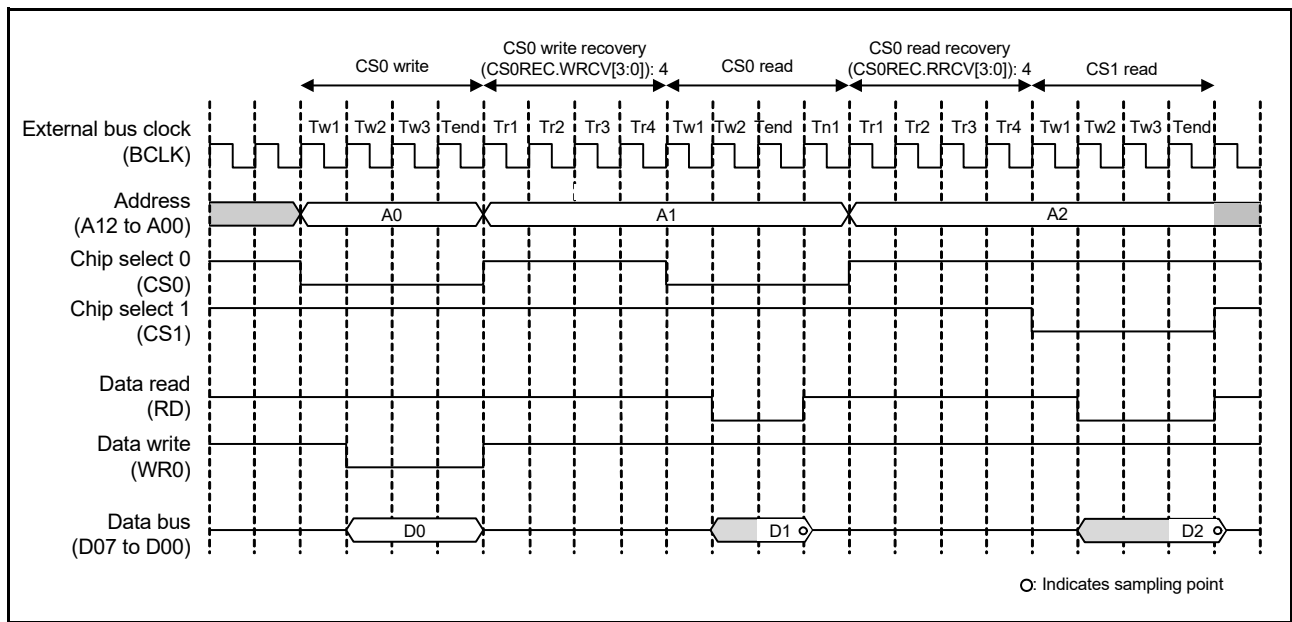 CS0 write
CS0 write recovery
(CS0REC.WRCV[3:0]): 4
CS0 read
CS0 read recovery
(CS0REC.RRCV[3:0]): 4
CS1 read
External bus clock
(BCLK)
Tw1 Tw2 Tw3 Tend Tr1 Tr2 Tr3 Tr4 Tw1 Tw2 Tend Tn1 Tr1 Tr2 Tr3 Tr4 Tw1 Tw2 Tw3 Tend
Address
(A12 to A00)
A0 A1 A2
Chip select 0
(CS0)
Chip select 1
(CS1)
Data read
(RD)
Data write
(WR0)
Data bus
(D07 to D00)
D0 D1 D2
: Indicates sampling point